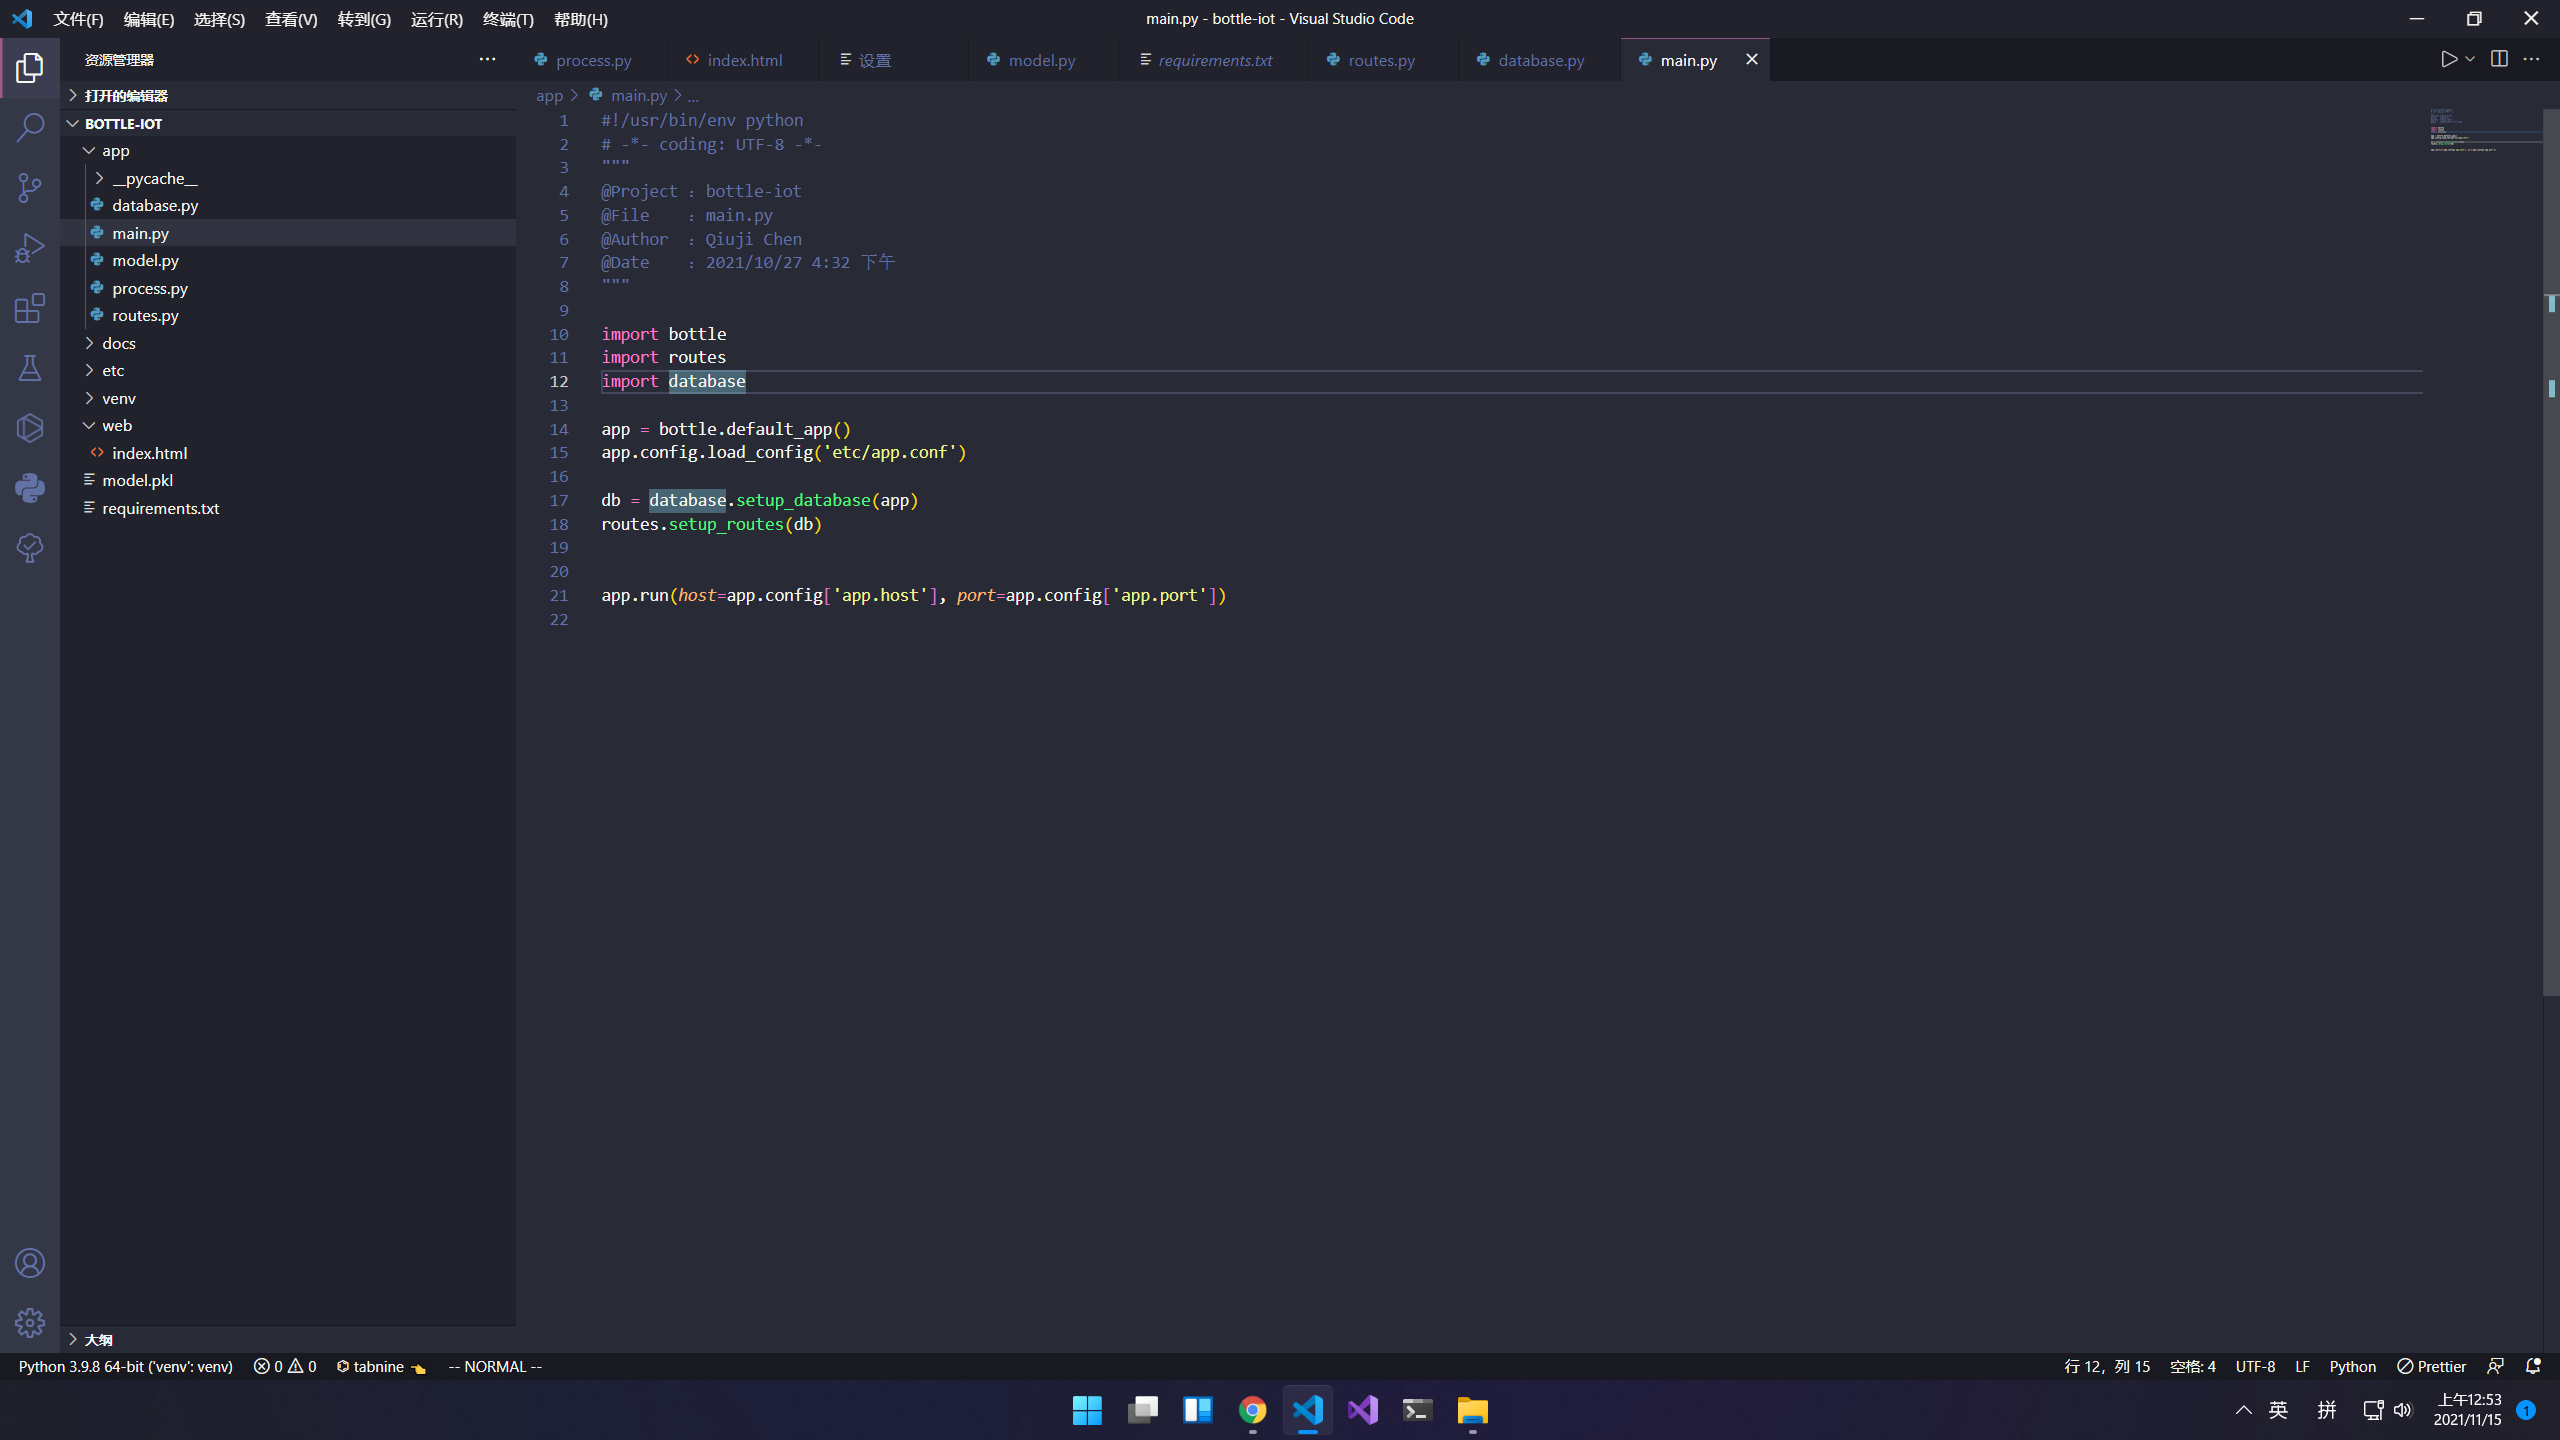 文件(F) 编辑(E) 选择(S) 查看(V) 转到(G) 运行(R) 终端(T) 帮助(H)
main.py - bottle-iot - Visual Studio Code
资源管理器
process.py index.html 设置 model.py requirements.txt routes.py database.py main.py
打开的编辑器
BOTTLE-IOT
app
__pycache__
database.py
main.py
model.py
process.py
routes.py
docs
etc
venv
web
index.html
model.pkl
requirements.txt
大纲
app > main.py > ...
1 #!/usr/bin/env python
2 # -*- coding: UTF-8 -*-
3 """
4 @Project : bottle-iot
5 @File    : main.py
6 @Author  : Qiuji Chen
7 @Date    : 2021/10/27 4:32 下午
8 """
9
10 import bottle
11 import routes
12 import database
13
14 app = bottle.default_app()
15 app.config.load_config('etc/app.conf')
16
17 db = database.setup_database(app)
18 routes.setup_routes(db)
19
20
21 app.run(host=app.config['app.host'], port=app.config['app.port'])
22
Python 3.9.8 64-bit ('venv': venv) 0 0 tabnine -- NORMAL -- 行 12，列 15 空格: 4 UTF-8 LF Python Prettier
英 拼 上午12:53
2021/11/15 1